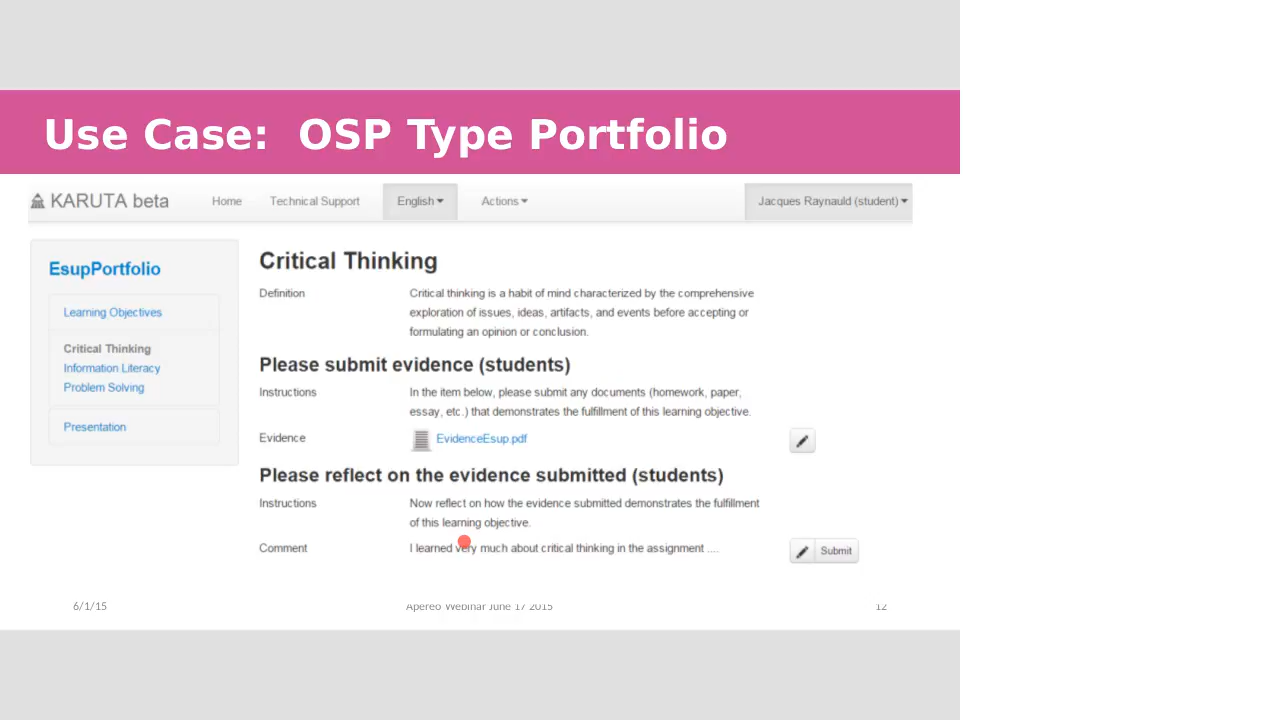 Use Case:  OSP Type Portfolio
KARUTA beta
Home
Technical Support
English
Actions
Jacques Raynauld (student)
EsupPortfolio
Learning Objectives
Critical Thinking
Information Literacy
Problem Solving
Presentation
Critical Thinking
Definition
Critical thinking is a habit of mind characterized by the comprehensive
exploration of issues, ideas, artifacts, and events before accepting or
formulating an opinion or conclusion.
Please submit evidence (students)
Instructions
In the item below, please submit any documents (homework, paper,
essay, etc.) that demonstrates the fulfillment of this learning objective.
Evidence
EvidenceEsup.pdf
Please reflect on the evidence submitted (students)
Instructions
Now reflect on how the evidence submitted demonstrates the fulfillment
of this learning objective.
Comment
I learned very much about critical thinking in the assignment ....
Submit
6/1/15
Apereo Webinar June 17 2015
12